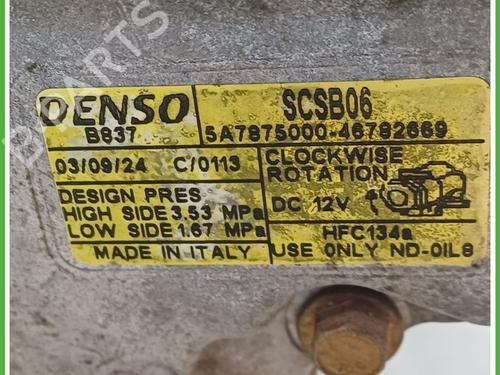 PARTS
DENSO
B837
SCSB06
5A7875000-46782669
03/09/24 C/0113
CLOCKWISE
ROTATION
DESIGN PRES
HIGH SIDE 3.53 MPa
LOW SIDE 1.67 MPa
DC 12V
HFC134a
MADE IN ITALY
USE ONLY ND-OIL8